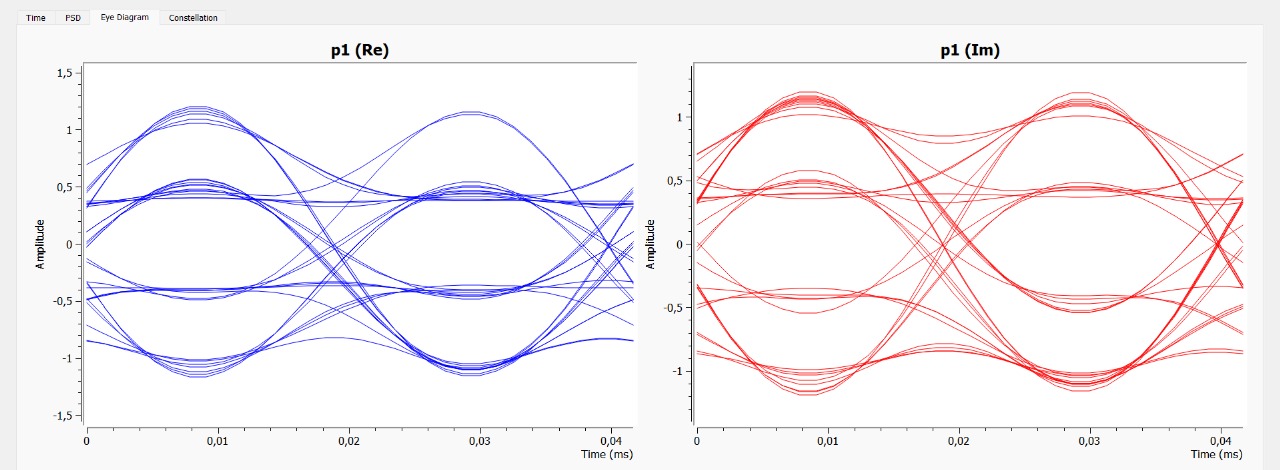 Time PSD Eye Diagram Constellation
p1 (Re) p1 (Im)
1,5
1
0,5
0
-0,5
-1
-1,5
Amplitude
0 0,01 0,02 0,03 0,04
Time (ms)
1
0,5
0
-0,5
-1
Amplitude
0 0,01 0,02 0,03 0,04
Time (ms)